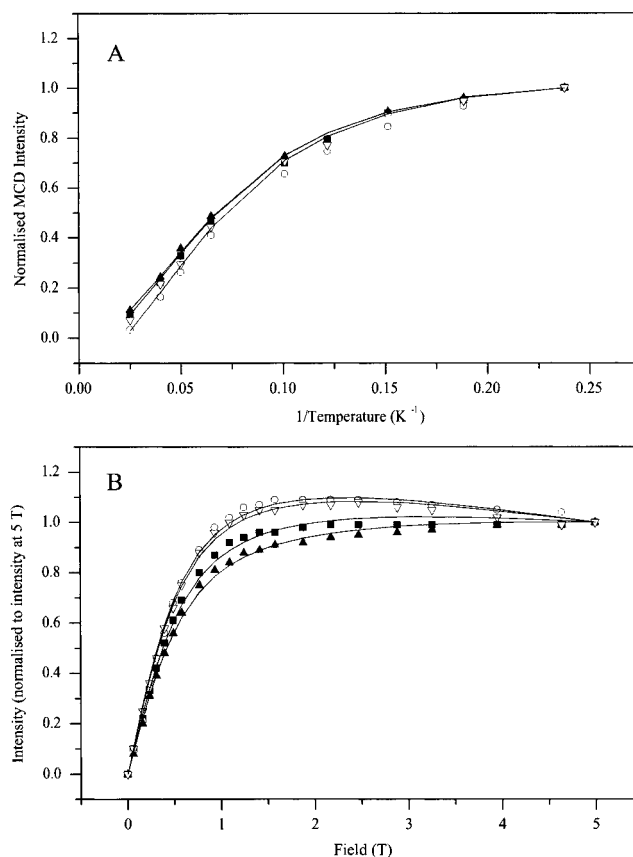 A
Normalised MCD Intensity
1.2
1.0
0.8
0.6
0.4
0.2
0.0
0.00 0.05 0.10 0.15 0.20 0.25
1/Temperature (K⁻¹)
B
Intensity (normalised to intensity at 5 T)
1.2
1.0
0.8
0.6
0.4
0.2
0.0
0 1 2 3 4 5
Field (T)